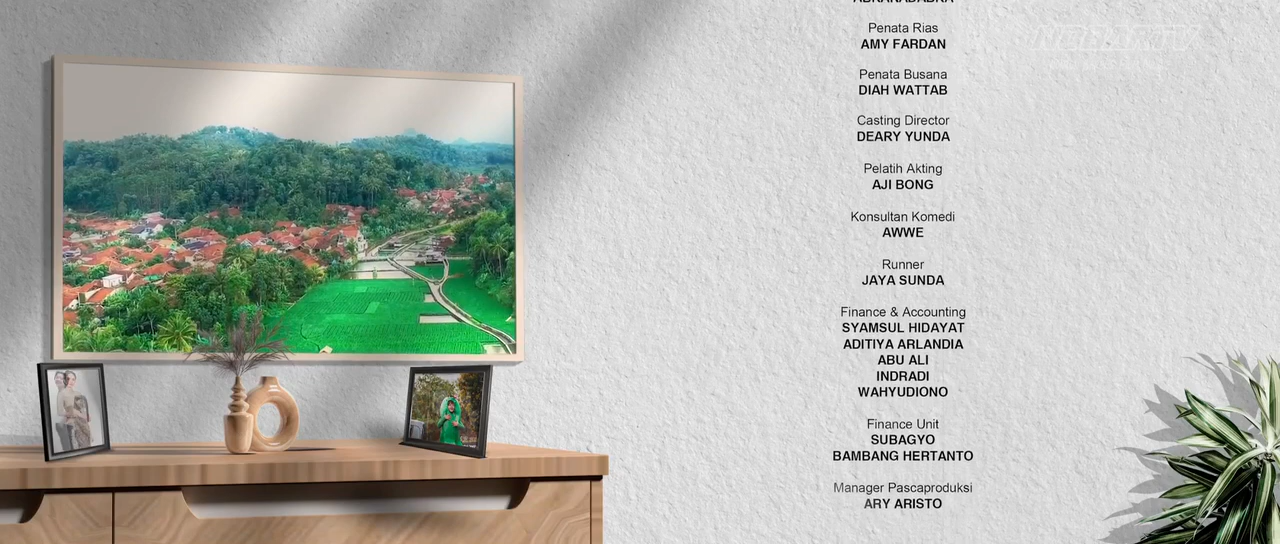 Penata Rias
AMY FARDAN
Penata Busana
DIAH WATTAB
Casting Director
DEARY YUNDA
Pelatih Akting
AJI BONG
Konsultan Komedi
AWWE
Runner
JAYA SUNDA
Finance & Accounting
SYAMSUL HIDAYAT
ADITIYA ARLANDIA
ABU ALI
INDRADI
WAHYUDIONO
Finance Unit
SUBAGYO
BAMBANG HERTANTO
Manager Pascaproduksi
ARY ARISTO